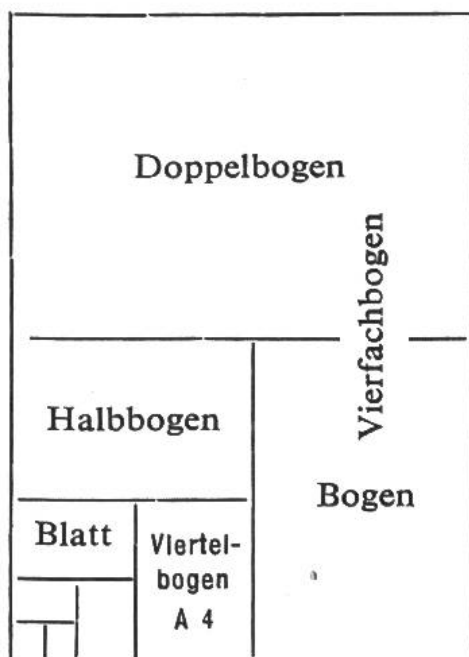 Doppelbogen
Vierfachbogen
Halbbogen
Bogen
Blatt
Viertel-
bogen
A 4